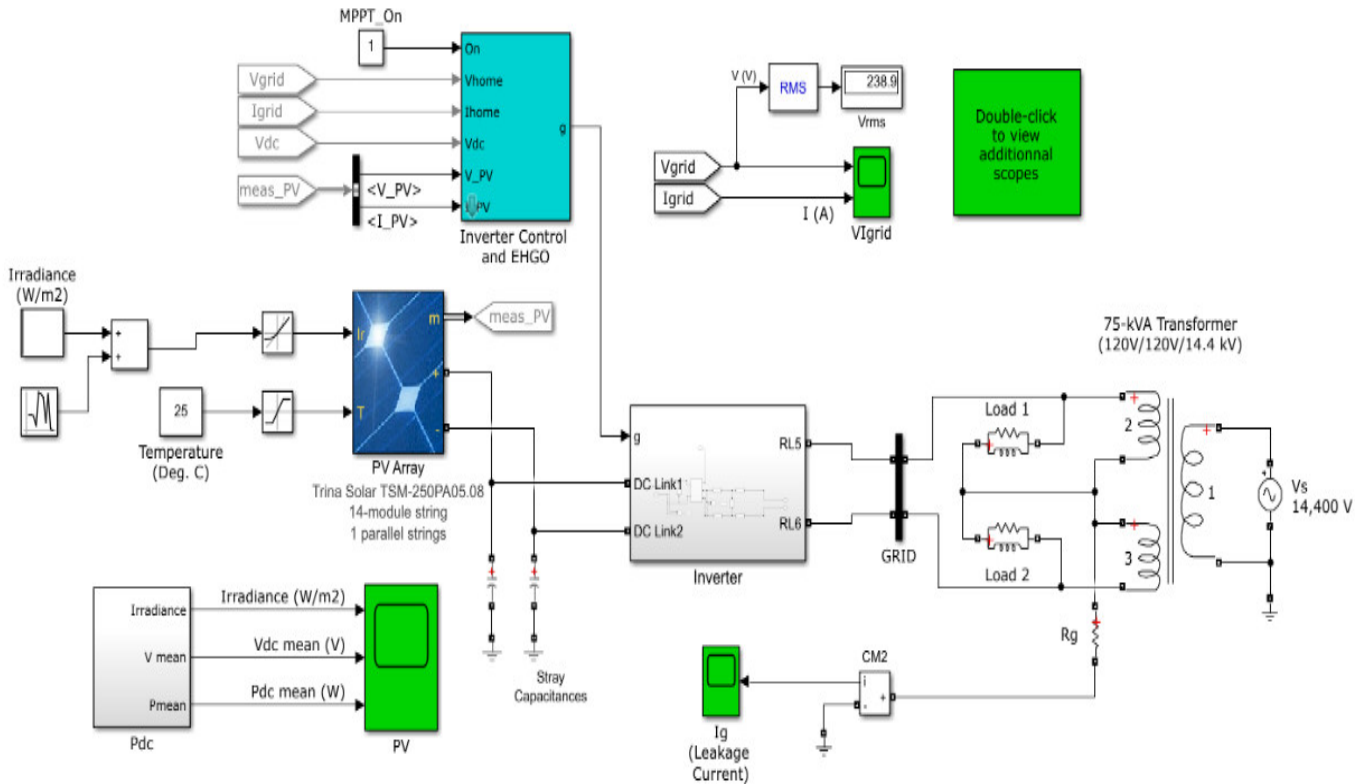 MPPT_On
1
On
Vgrid
Vhome
Igrid
Ihome
Vdc
Vdc
g
meas_PV
V_PV
<V_PV>
<I_PV>
Inverter Control
and EHGO
V (V)
RMS
238.9
Vrms
Vgrid
Igrid
I (A)
VIgrid
Double-click
to view
additionnal
scopes
Irradiance
(W/m2)
+
+
25
Temperature
(Deg. C)
Ir
m
+
T
-
meas_PV
PV Array
Trina Solar TSM-250PA05.08
14-module string
1 parallel strings
g
DC Link1
DC Link2
RL5
RL6
Inverter
GRID
Load 1
Load 2
75-kVA Transformer
(120V/120V/14.4 kV)
2
3
1
Vs
14,400 V
Rg
Stray
Capacitances
Irradiance
V mean
Pmean
Pdc
Irradiance (W/m2)
Vdc mean (V)
Pdc mean (W)
PV
CM2
i
+
-
Ig
(Leakage
Current)